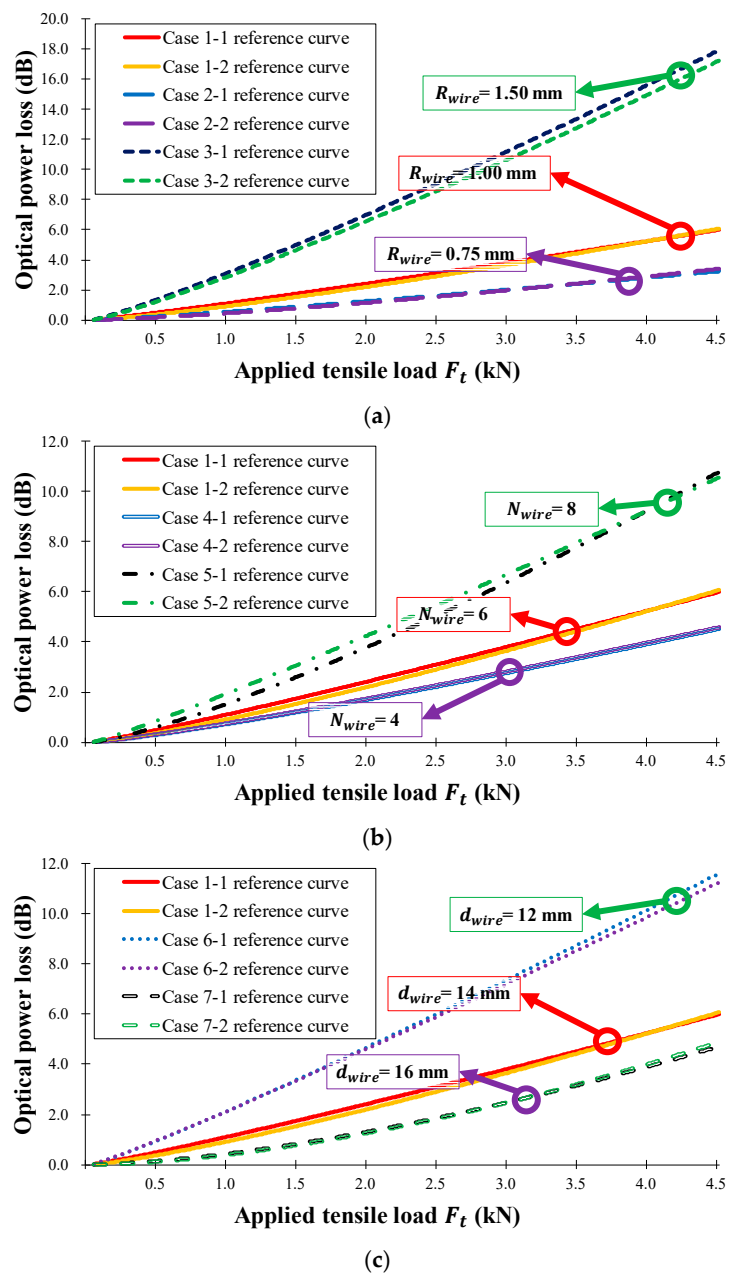 20.0
18.0
16.0
14.0
12.0
10.0
8.0
6.0
4.0
2.0
0.0
Optical power loss (dB)
Case 1-1 reference curve
Case 1-2 reference curve
Case 2-1 reference curve
Case 2-2 reference curve
Case 3-1 reference curve
Case 3-2 reference curve
R_wire = 1.50 mm
R_wire = 1.00 mm
R_wire = 0.75 mm
0.5 1.0 1.5 2.0 2.5 3.0 3.5 4.0 4.5
Applied tensile load F_t (kN)
(a)
12.0
10.0
8.0
6.0
4.0
2.0
0.0
Optical power loss (dB)
Case 1-1 reference curve
Case 1-2 reference curve
Case 4-1 reference curve
Case 4-2 reference curve
Case 5-1 reference curve
Case 5-2 reference curve
N_wire = 8
N_wire = 6
N_wire = 4
0.5 1.0 1.5 2.0 2.5 3.0 3.5 4.0 4.5
Applied tensile load F_t (kN)
(b)
12.0
10.0
8.0
6.0
4.0
2.0
0.0
Optical power loss (dB)
Case 1-1 reference curve
Case 1-2 reference curve
Case 6-1 reference curve
Case 6-2 reference curve
Case 7-1 reference curve
Case 7-2 reference curve
d_wire = 12 mm
d_wire = 14 mm
d_wire = 16 mm
0.5 1.0 1.5 2.0 2.5 3.0 3.5 4.0 4.5
Applied tensile load F_t (kN)
(c)